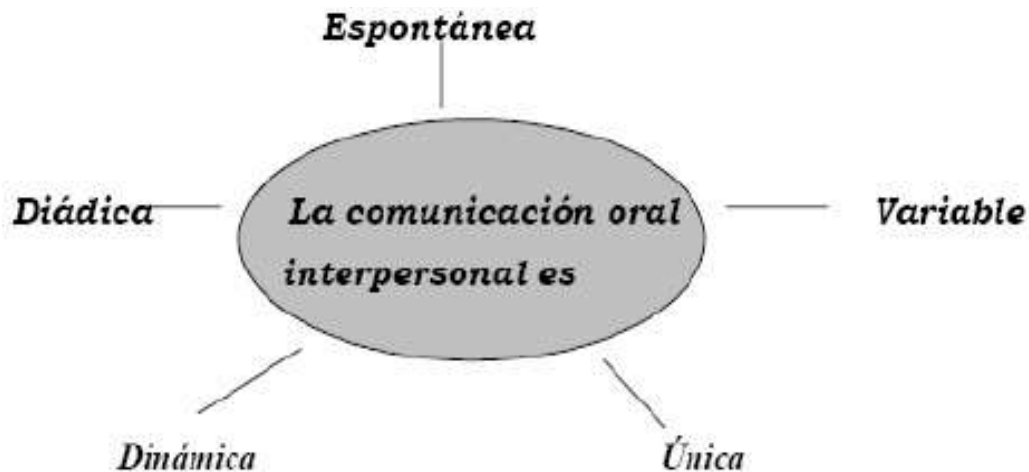 Espontánea
Diádica
La comunicación oral
interpersonal es
Variable
Dinámica
Única